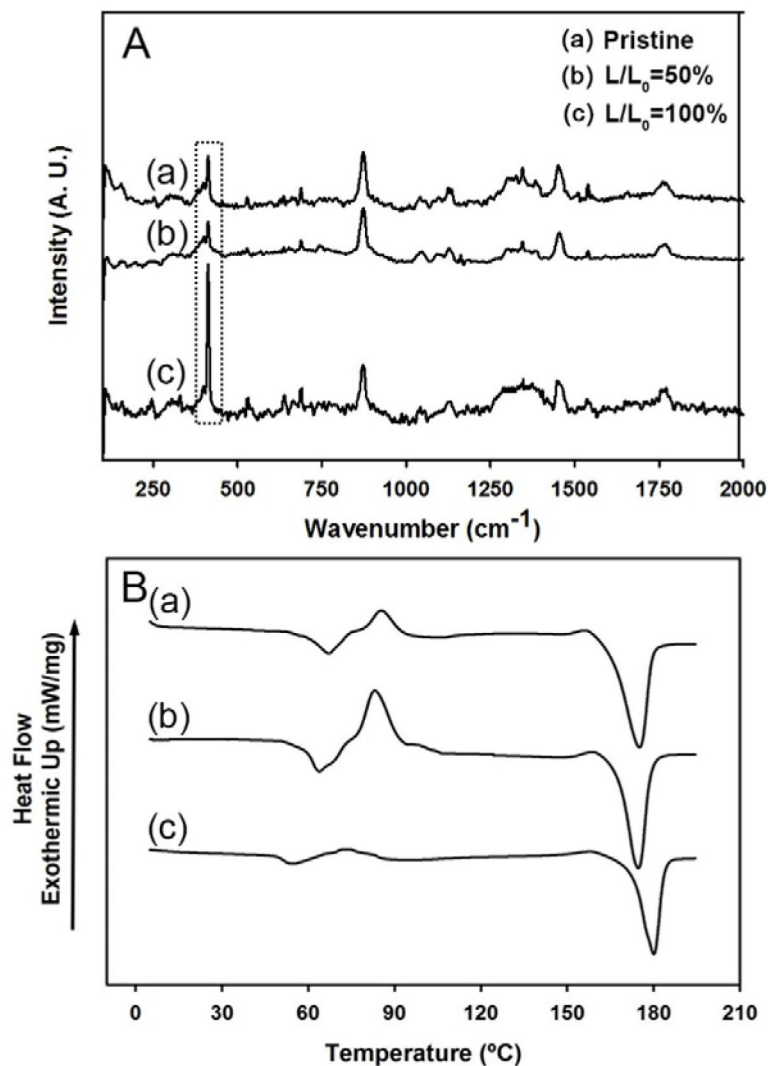 A
(a) Pristine
(b) L/L₀=50%
(c) L/L₀=100%
(a)
(b)
(c)
Intensity (A. U.)
250 500 750 1000 1250 1500 1750 2000
Wavenumber (cm⁻¹)
B
(a)
(b)
(c)
Heat Flow
Exothermic Up (mW/mg)
0 30 60 90 120 150 180 210
Temperature (ºC)